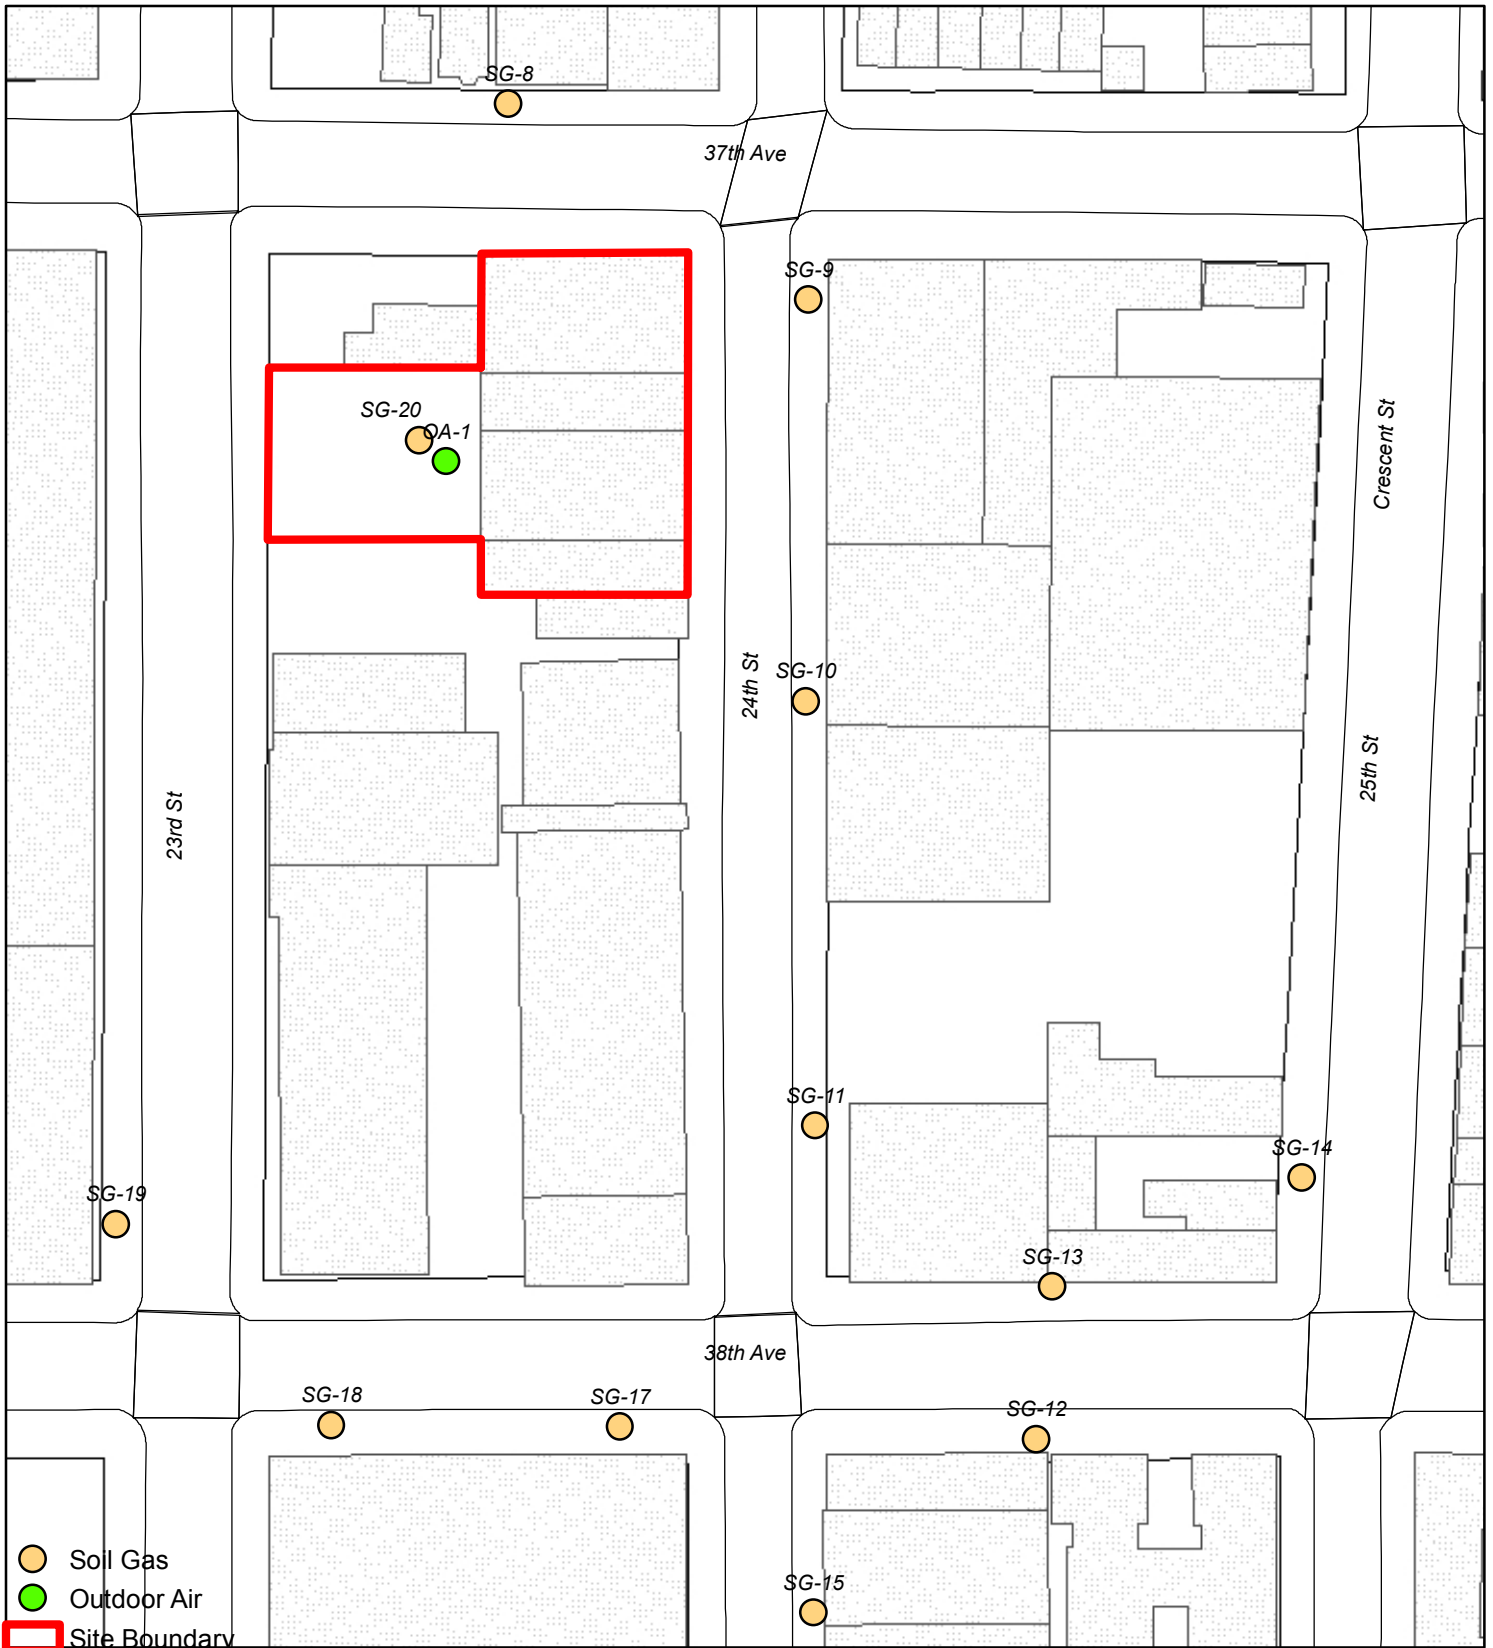 SG-8
37th Ave
SG-9
SG-20
OA-1
Crescent St
SG-10
24th St
25th St
23rd St
SG-11
SG-14
SG-19
SG-13
38th Ave
SG-18
SG-17
SG-12
SG-15
Soil Gas
Outdoor Air
Site Boundary